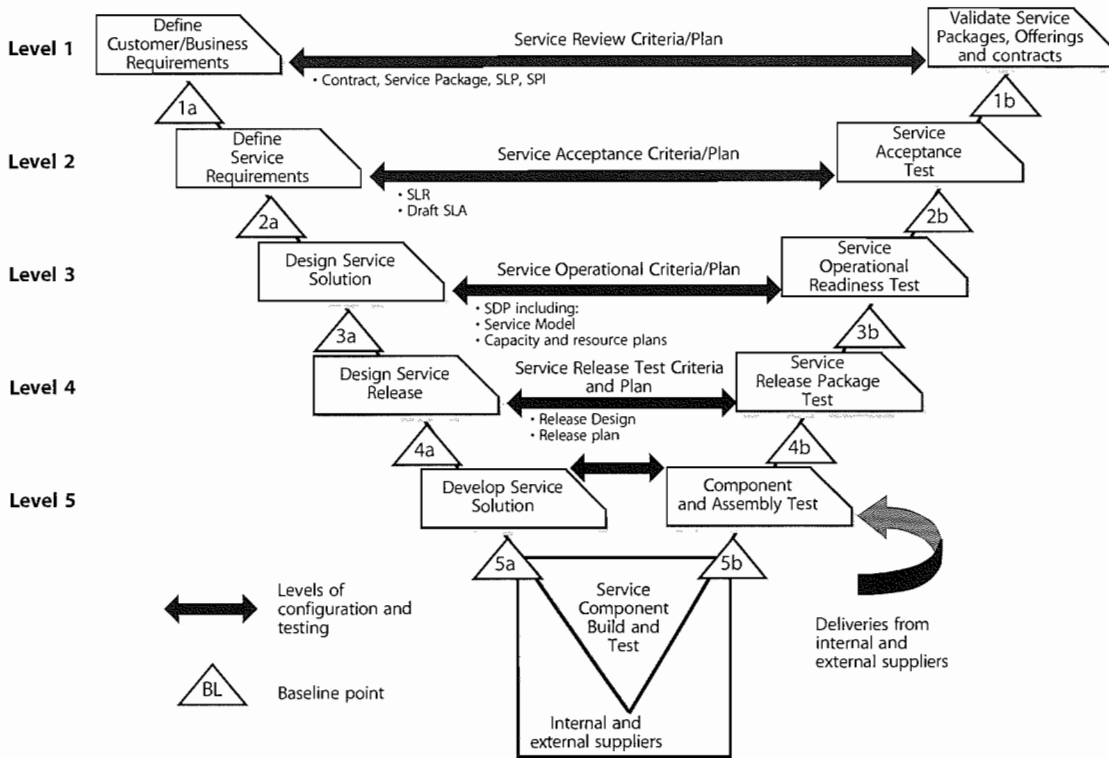 Level 1
Define
Customer/Business
Requirements
Service Review Criteria/Plan
• Contract, Service Package, SLP, SPI
Validate Service
Packages, Offerings
and contracts
1a
1b
Level 2
Define
Service
Requirements
Service Acceptance Criteria/Plan
• SLR
• Draft SLA
Service
Acceptance
Test
2a
2b
Level 3
Design Service
Solution
Service Operational Criteria/Plan
• SDP including:
• Service Model
• Capacity and resource plans
Service
Operational
Readiness Test
3a
3b
Level 4
Design Service
Release
Service Release Test Criteria
and Plan
• Release Design
• Release plan
Service
Release Package
Test
4a
4b
Level 5
Develop Service
Solution
Component
and Assembly Test
5a
5b
Service
Component
Build and
Test
Internal and
external suppliers
Deliveries from
internal and
external suppliers
Levels of
configuration and
testing
BL
Baseline point